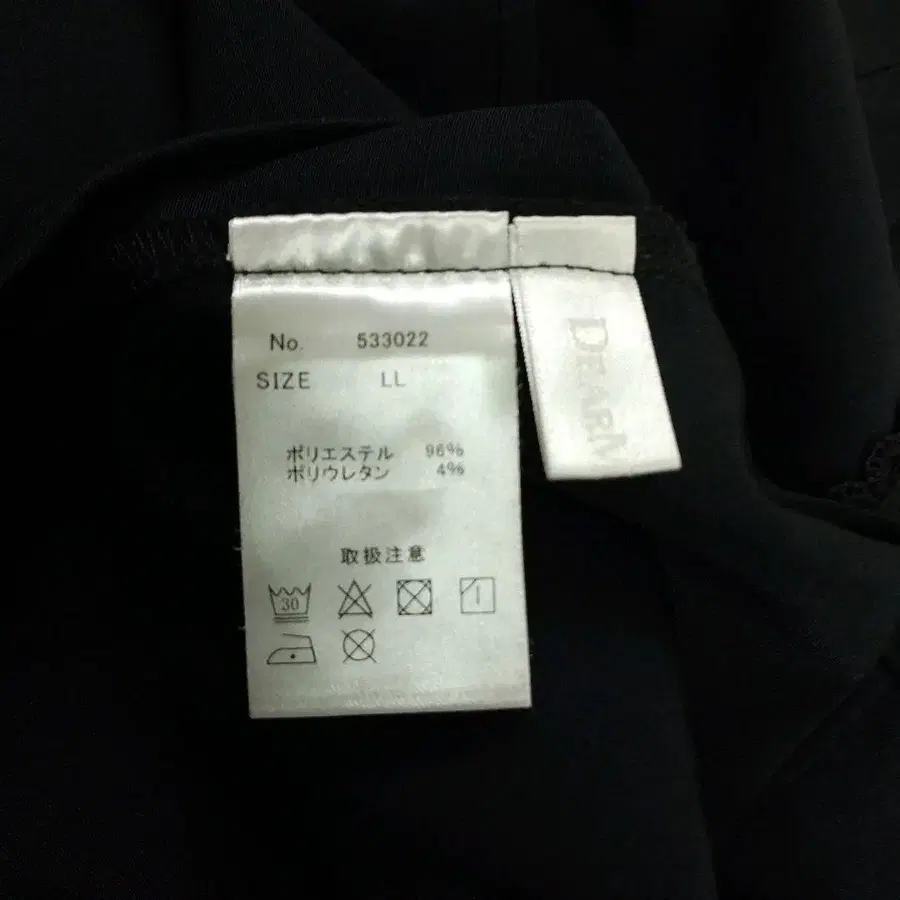 No. 533022
SIZE LL
ポリエステル 96%
ポリウレタン 4%
取扱注意
30
DEARM